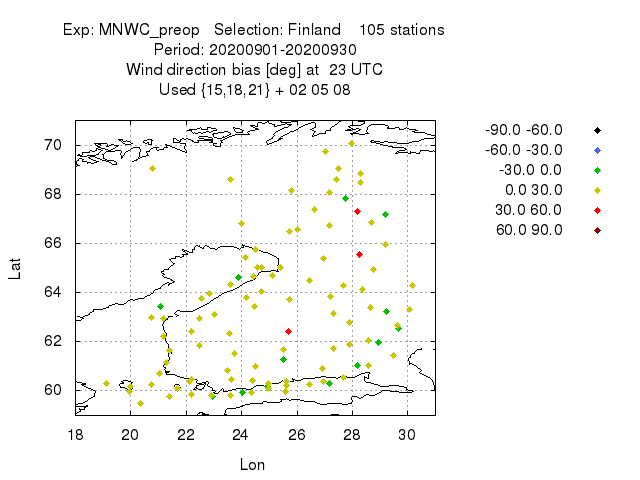 Exp: MNWC_preop Selection: Finland 105 stations
Period: 20200901-20200930
Wind direction bias [deg] at 23 UTC
Used {15,18,21} + 02 05 08
-90.0 -60.0
-60.0 -30.0
-30.0 0.0
0.0 30.0
30.0 60.0
60.0 90.0
70
68
66
64
62
60
Lat
18 20 22 24 26 28 30
Lon